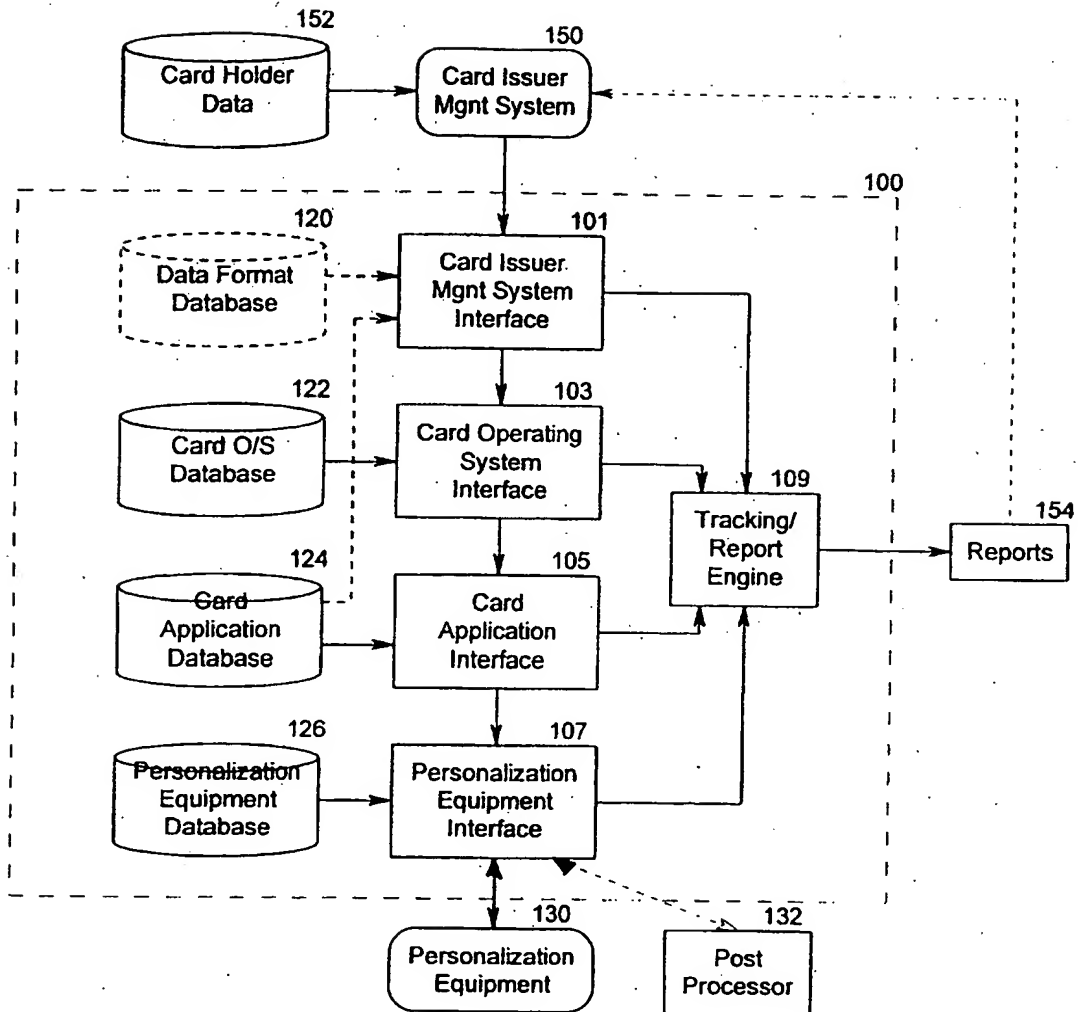 152
Card Holder
Data
150
Card Issuer
Mgnt System
100
120
Data Format
Database
101
Card Issuer
Mgnt System
Interface
122
Card O/S
Database
103
Card Operating
System
Interface
109
Tracking/
Report
Engine
154
Reports
124
Card
Application
Database
105
Card
Application
Interface
126
Personalization
Equipment
Database
107
Personalization
Equipment
Interface
130
Personalization
Equipment
132
Post
Processor